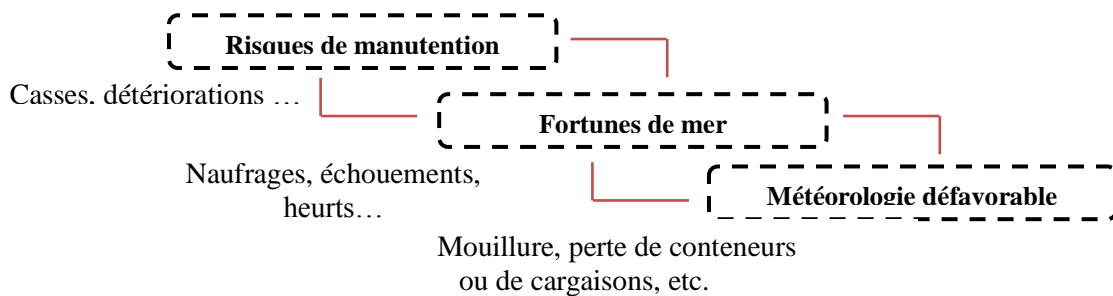 Risques de manutention
Casses, détériorations …
Fortunes de mer
Naufrages, échouements,
heurts…
Météorologie défavorable
Mouillure, perte de conteneurs
ou de cargaisons, etc.